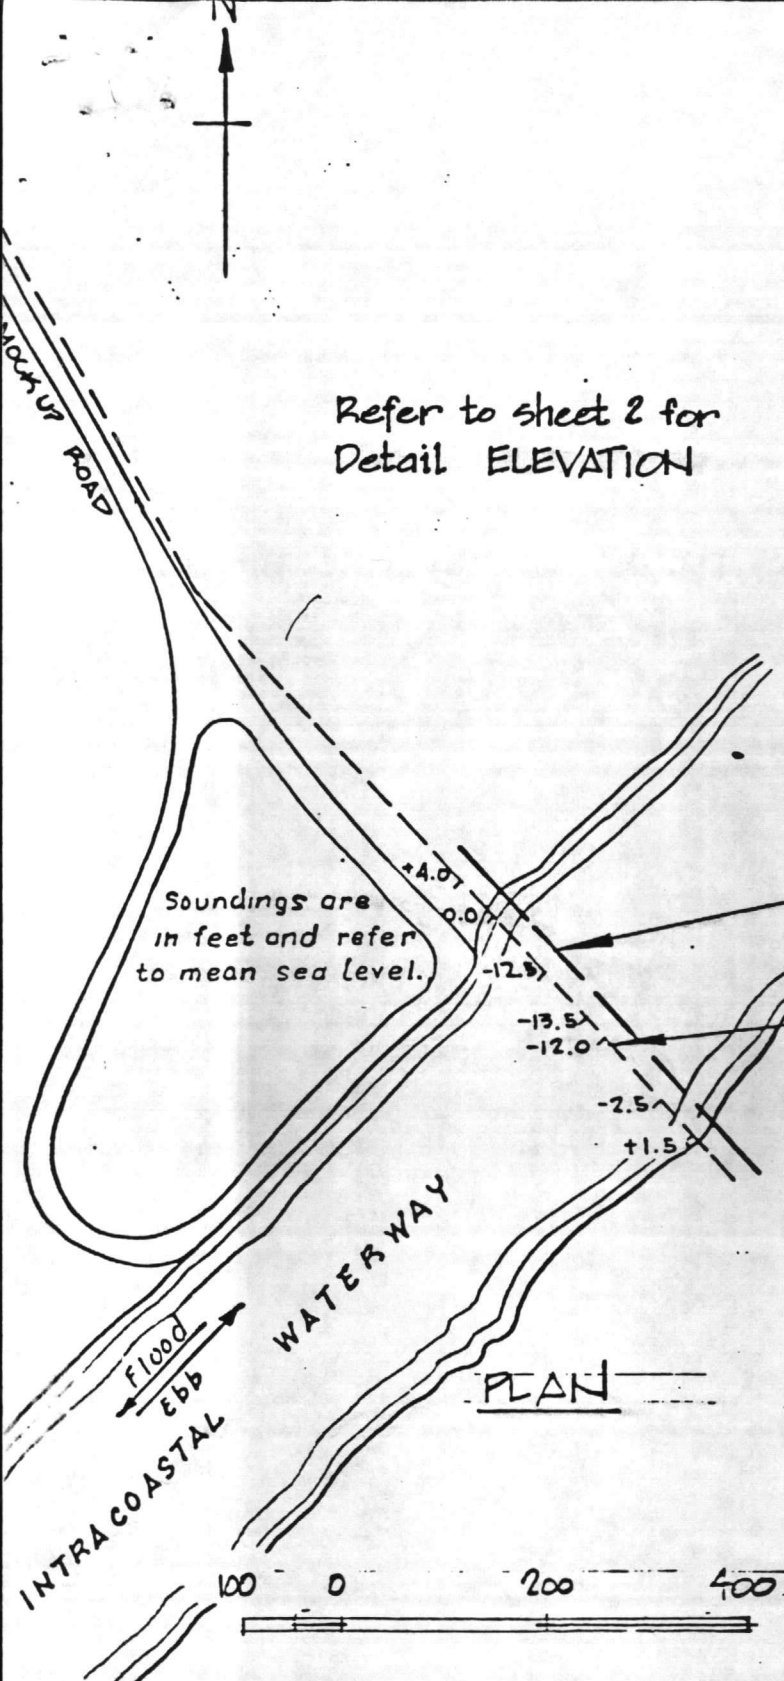 N
MOCK UP ROAD
Refer to sheet 2 for
Detail ELEVATION
+4.0
0.0
Soundings are
in feet and refer
to mean sea level.
-12.5
-13.5
-12.0
-2.5
+1.5
WATERWAY
Flood
Ebb
PLAN
INTRACOASTAL
100 0 200 400